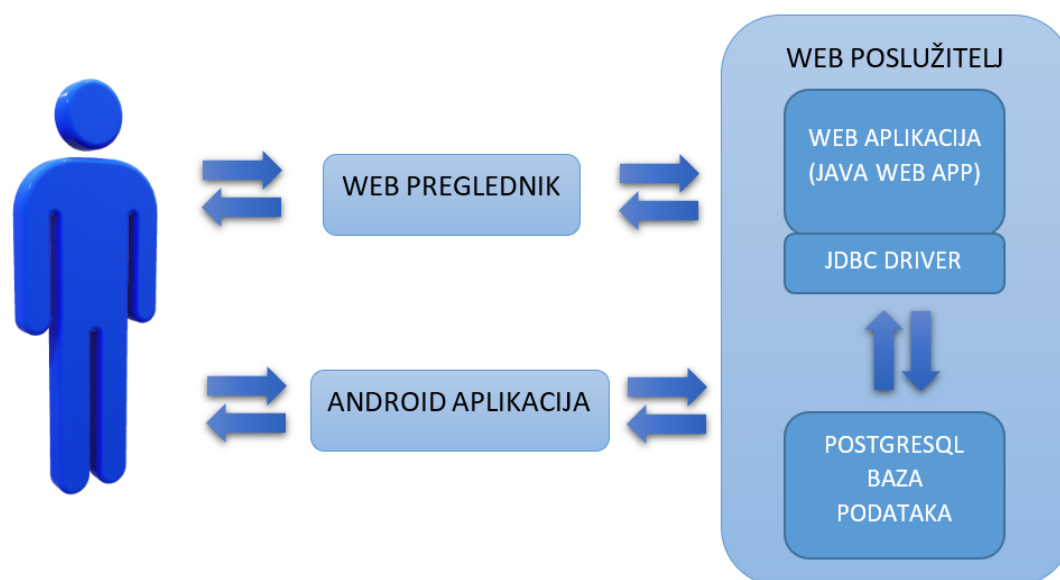 WEB POSLUŽITELJ
WEB APLIKACIJA
(JAVA WEB APP)
WEB PREGLEDNIK
JDBC DRIVER
ANDROID APLIKACIJA
POSTGRESQL
BAZA
PODATAKA